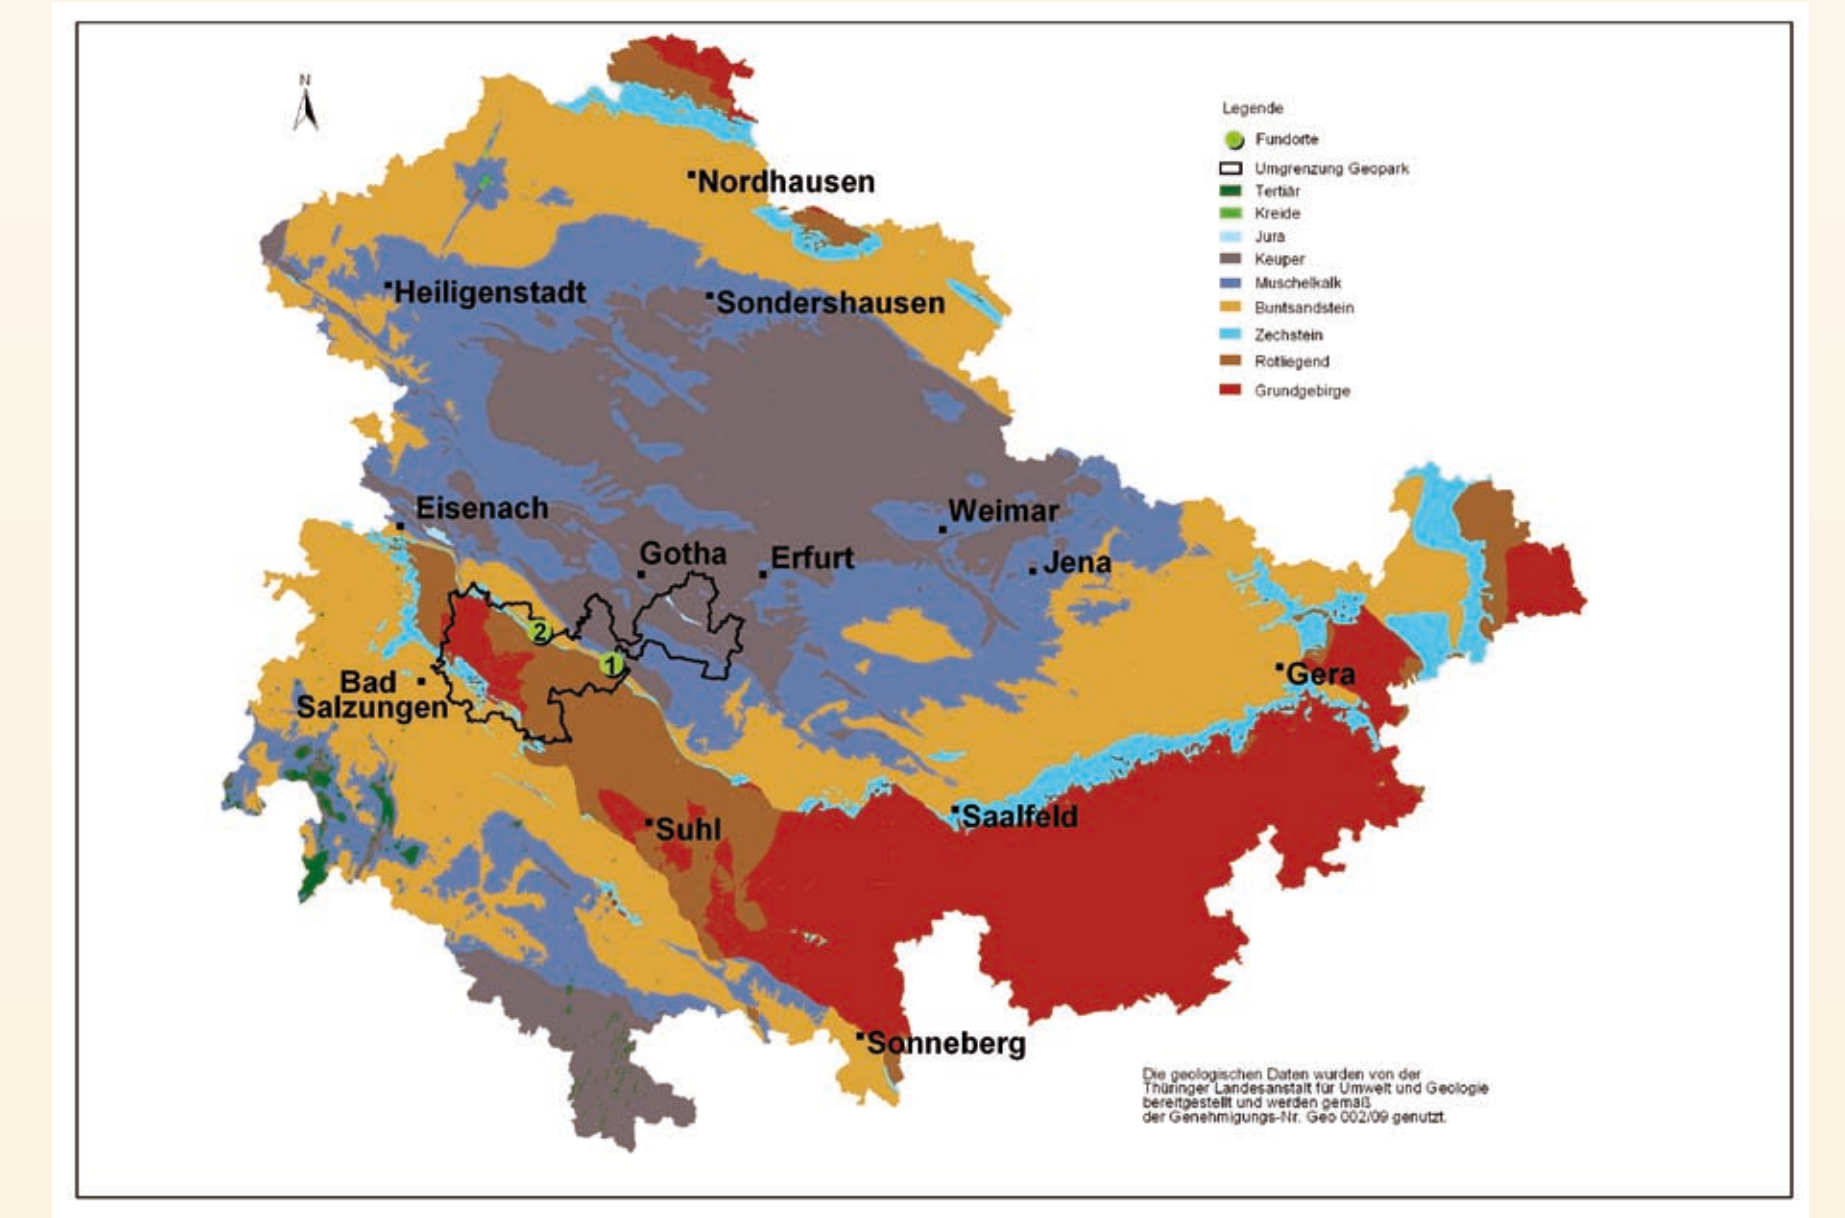 N
Legende
Fundorte
Umgrenzung Geopark
Tertiär
Kreide
Jura
Keuper
Muschelkalk
Buntsandstein
Zechstein
Rotliegend
Grundgebirge
Nordhausen
Heiligenstadt
Sondershausen
Eisenach
Weimar
Gotha
Erfurt
Jena
2
1
Bad
Salzungen
Gera
Saalfeld
Suhl
Sonneberg
Die geologischen Daten wurden von der
Thüringer Landesanstalt für Umwelt und Geologie
bereitgestellt und werden gemäß
der Genehmigungs-Nr. Geo 002/09 genutzt.